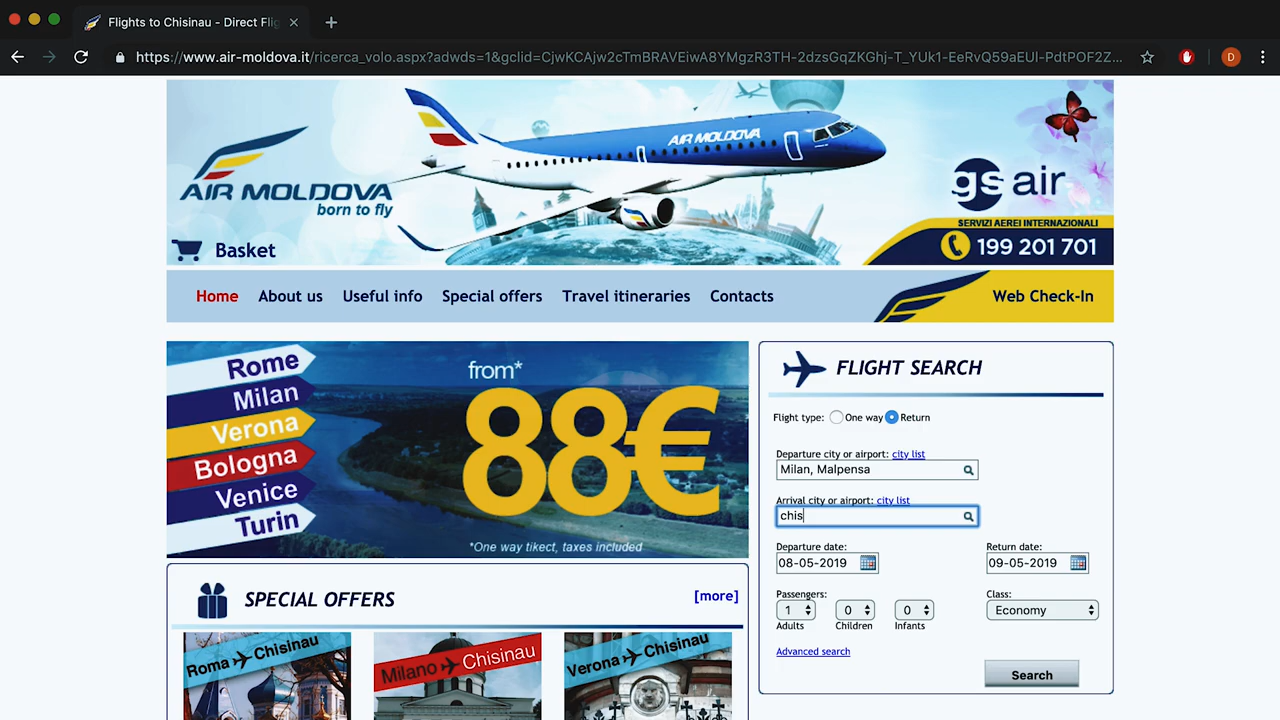 Flights to Chisinau - Direct Flig
https://www.air-moldova.it/ricerca_volo.aspx?adwds=1&gclid=CjwKCAjw2cTmBRAVEiwA8YMgzR3TH-2dzsGqZKGhj-T_YUk1-EeRvQ59aEUl-PdtPOF2Z...
D
AIR MOLDOVA
AIR MOLDOVA
born to fly
gs air
SERVIZI AEREI INTERNAZIONALI
199 201 701
Basket
Home About us Useful info Special offers Travel itineraries Contacts Web Check-In
Rome
Milan
Verona
Bologna
Venice
Turin
from*
88€
*One way tikect, taxes included
SPECIAL OFFERS [more]
Roma Chisinau
Milano Chisinau
Verona Chisinau
FLIGHT SEARCH
Flight type: One way Return
Departure city or airport: city list
Milan, Malpensa
Arrival city or airport: city list
chis
Departure date: Return date:
08-05-2019 09-05-2019
Passengers: Class:
1 0 0 Economy
Adults Children Infants
Advanced search
Search